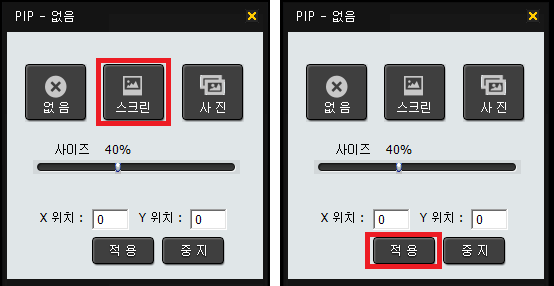 PIP - 없음
없 음
스크린
사 진
사이즈 40%
X 위치 : 0 Y 위치 : 0
적 용
중 지
PIP - 없음
없 음
스크린
사 진
사이즈 40%
X 위치 : 0 Y 위치 : 0
적 용
중 지